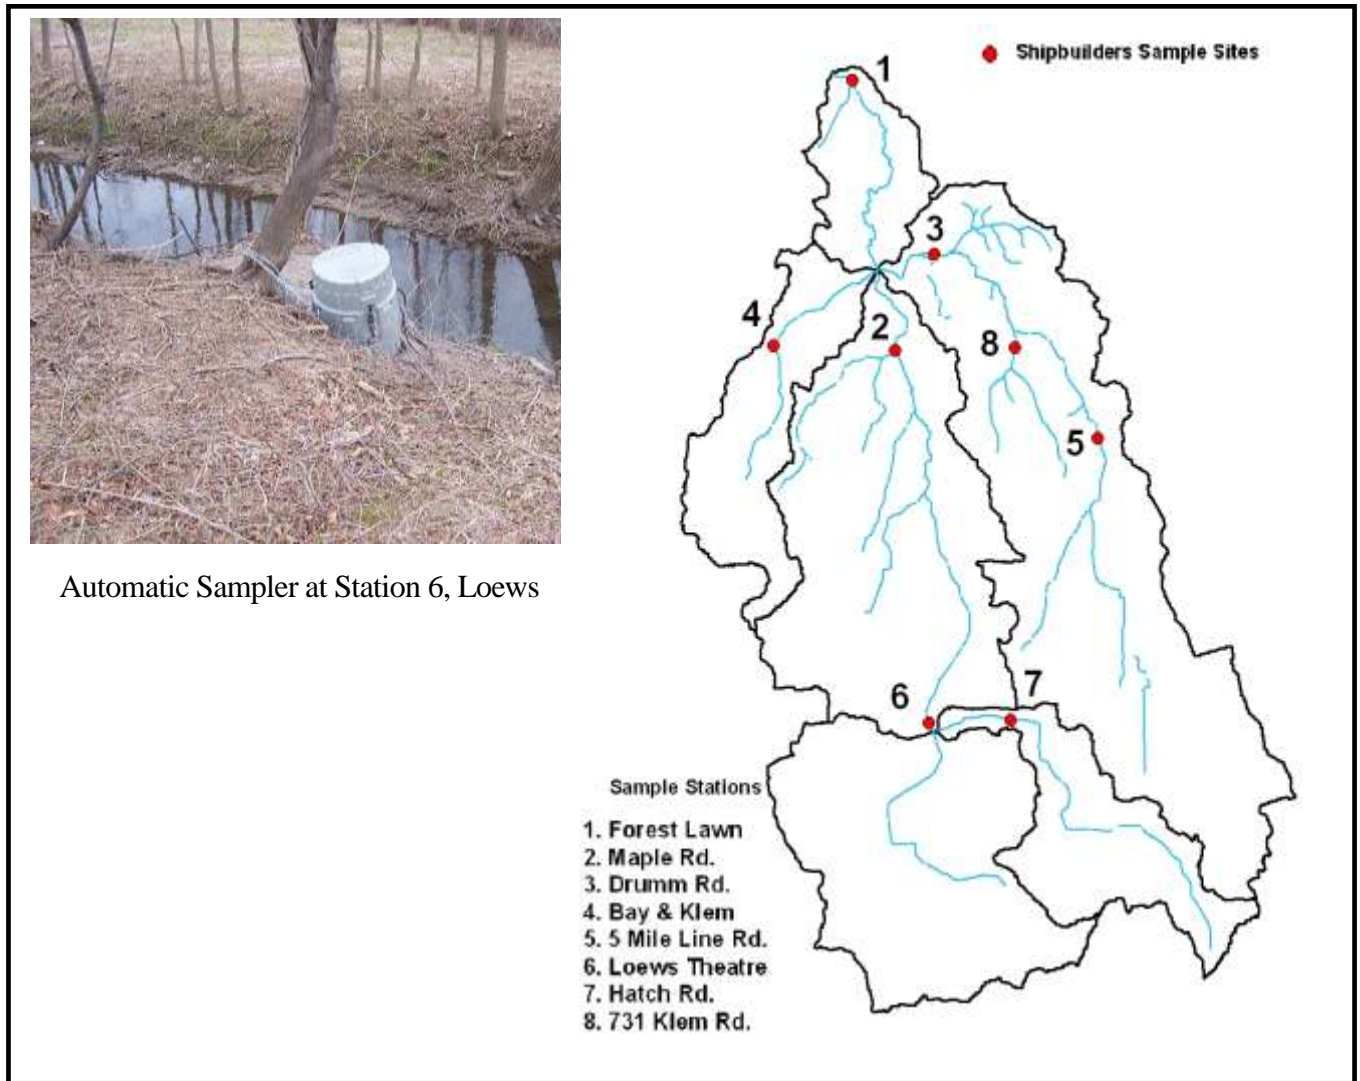 Shipbuilders Sample Sites
1
3
4
2
8
5
Automatic Sampler at Station 6, Loews
7
6
Sample Stations
1. Forest Lawn
2. Maple Rd.
3. Drumm Rd.
4. Bay & Klem
5. 5 Mile Line Rd.
6. Loews Theatre
7. Hatch Rd.
8. 731 Klem Rd.